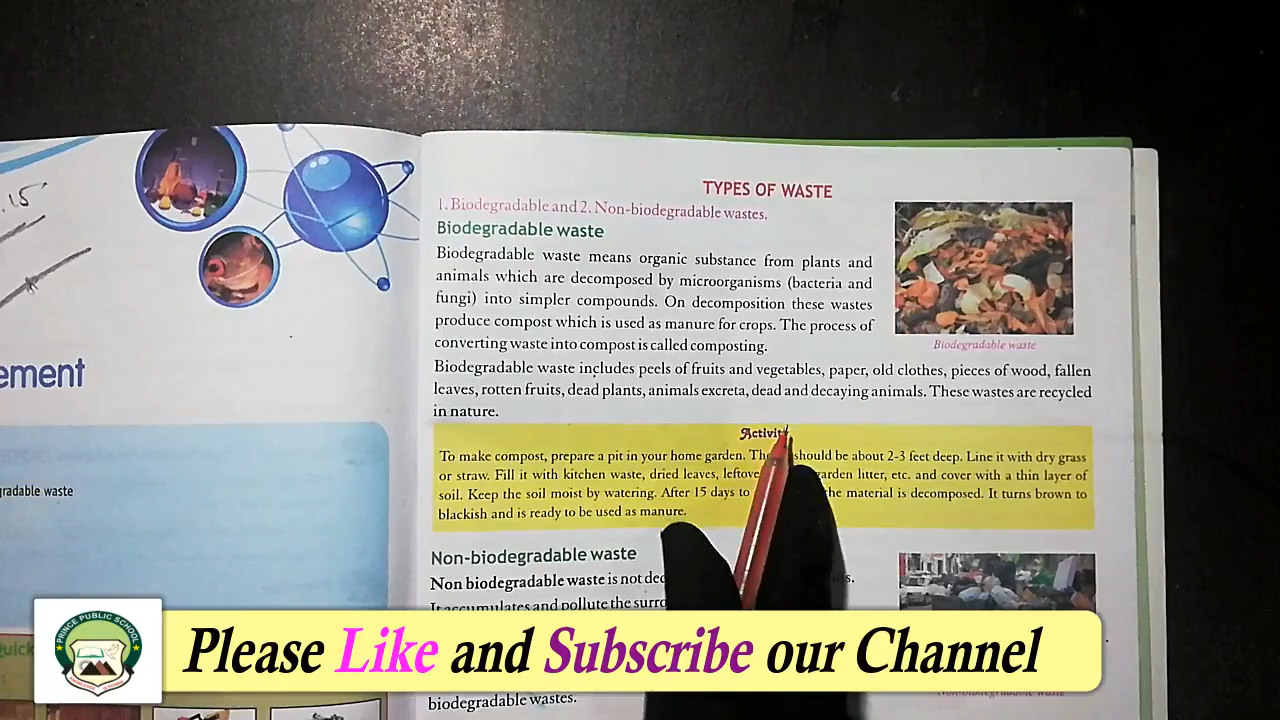 .15
ement
radable waste
TYPES OF WASTE
1. Biodegradable and 2. Non-biodegradable wastes.
Biodegradable waste
Biodegradable waste means organic substance from plants and
animals which are decomposed by microorganisms (bacteria and
fungi) into simpler compounds. On decomposition these wastes
produce compost which is used as manure for crops. The process of
converting waste into compost is called composting.
Biodegradable waste
Biodegradable waste includes peels of fruits and vegetables, paper, old clothes, pieces of wood, fallen
leaves, rotten fruits, dead plants, animals excreta, dead and decaying animals. These wastes are recycled
in nature.
Activity
To make compost, prepare a pit in your home garden. The should be about 2-3 feet deep. Line it with dry grass
or straw. Fill it with kitchen waste, dried leaves, garden litter, etc. and cover with a thin layer of
soil. Keep the soil moist by watering. After 15 days to the material is decomposed. It turns brown to
blackish and is ready to be used as manure.
Non-biodegradable waste
Non biodegradable waste is not
It accumulates and pollute the
Non-biodegradable waste
biodegradable wastes.
Quick
PRINCE PUBLIC SCHOOL
Please Like and Subscribe our Channel